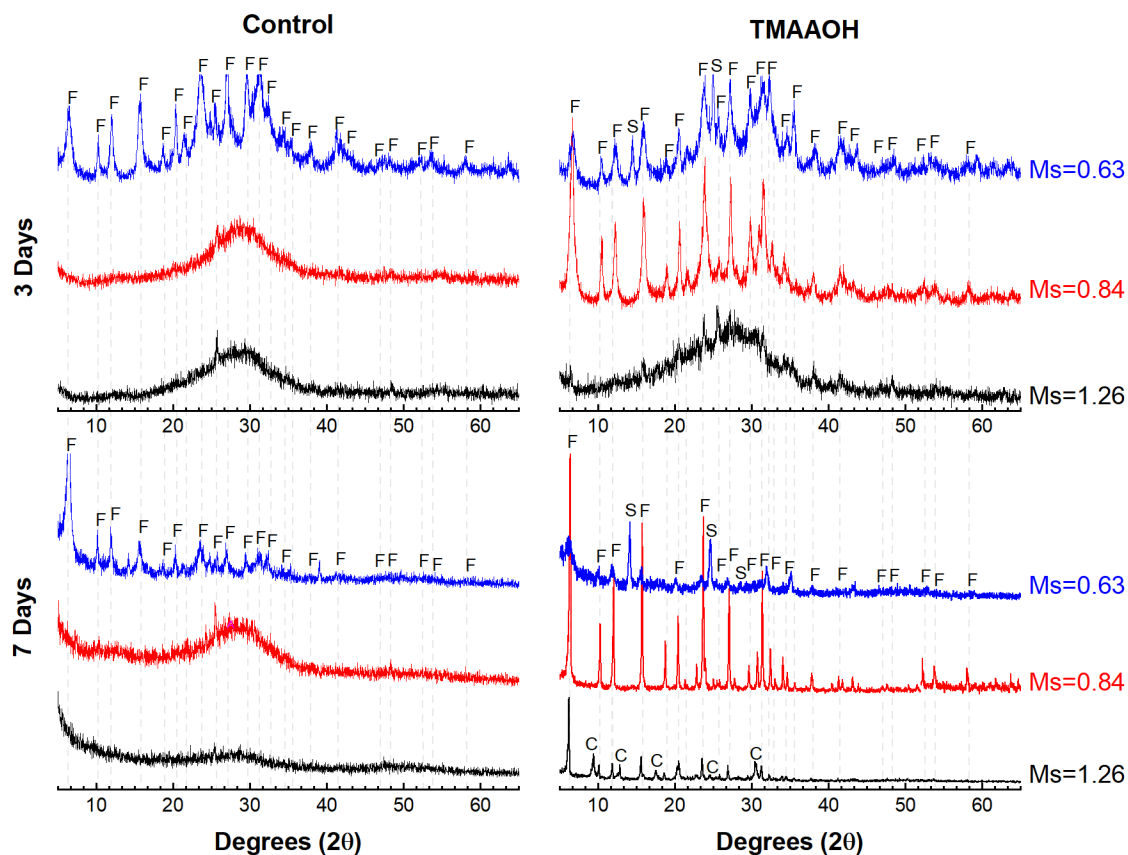 Control
TMAAOH
3 Days
F F F F F F F F F F F F F F F F F F F F F F
F F F F F F F S F F F F F F F F F F F F F F
S
Ms=0.63
Ms=0.84
Ms=1.26
10 20 30 40 50 60
10 20 30 40 50 60
7 Days
F F F F F F F F F F F F F F F F F F F F
F F F S F F F S F F F F F F F F F F F F
S
Ms=0.63
Ms=0.84
C C C C C
Ms=1.26
10 20 30 40 50 60
10 20 30 40 50 60
Degrees (2θ)
Degrees (2θ)